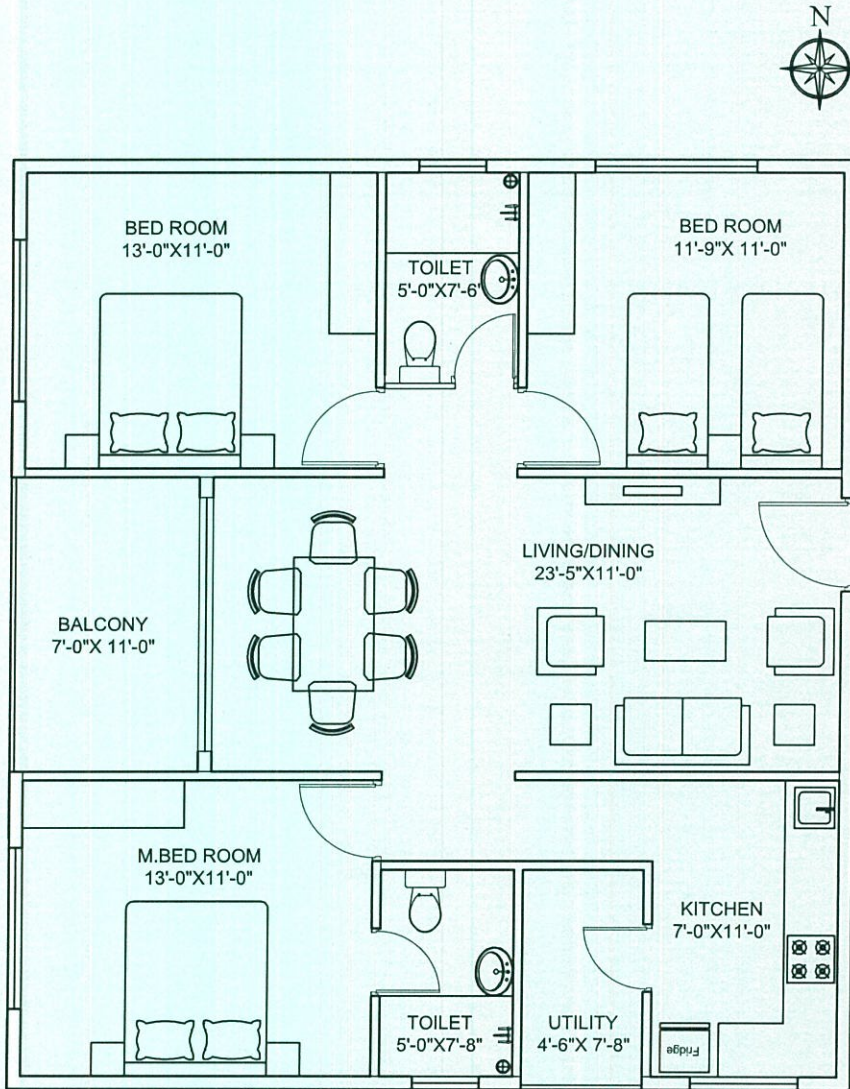 N
BED ROOM
13'-0"X11'-0"
TOILET
5'-0"X7'-6"
BED ROOM
11'-9"X 11'-0"
LIVING/DINING
23'-5"X11'-0"
BALCONY
7'-0"X 11'-0"
M.BED ROOM
13'-0"X11'-0"
KITCHEN
7'-0"X11'-0"
TOILET
5'-0"X7'-8"
UTILITY
4'-6"X 7'-8"
Fridge